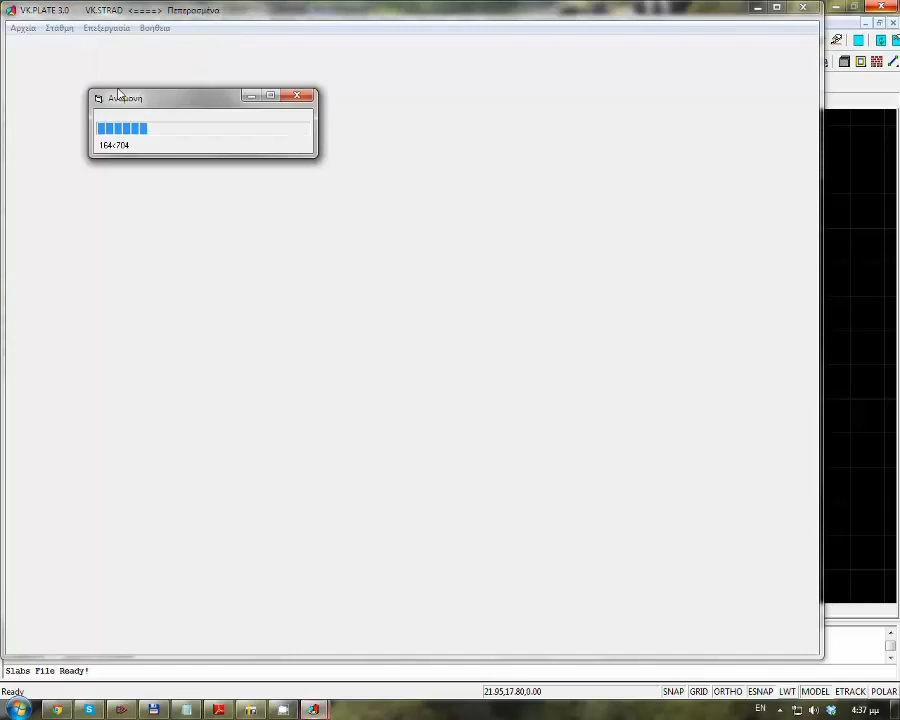 VK.PLATE 3.0 VK.STRAD <====> Πεπερασμένα
Αρχεία Στάθμη Επεξεργασία Βοήθεια
Αναμονή
164<704
Slabs File Ready!
Ready 21.95,17.80,0.00 SNAP GRID ORTHO ESNAP LWT MODEL ETRACK POLAR
EN 4:37 μμ